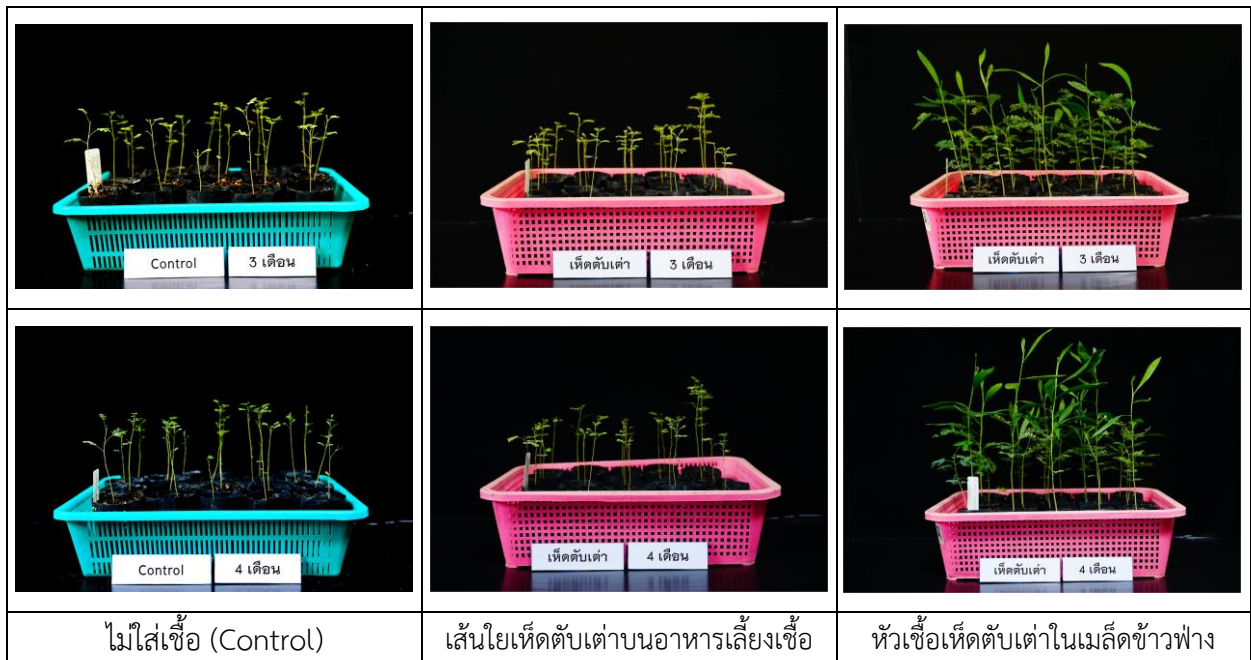 Control 3 เดือน
เห็ดตับเต่า 3 เดือน
เห็ดตับเต่า 3 เดือน
Control 4 เดือน
เห็ดตับเต่า 4 เดือน
เห็ดตับเต่า 4 เดือน
ไม่ใส่เชื้อ (Control)
เส้นใยเห็ดตับเต่าบนอาหารเลี้ยงเชื้อ
หัวเชื้อเห็ดตับเต่าในเมล็ดข้าวฟ่าง